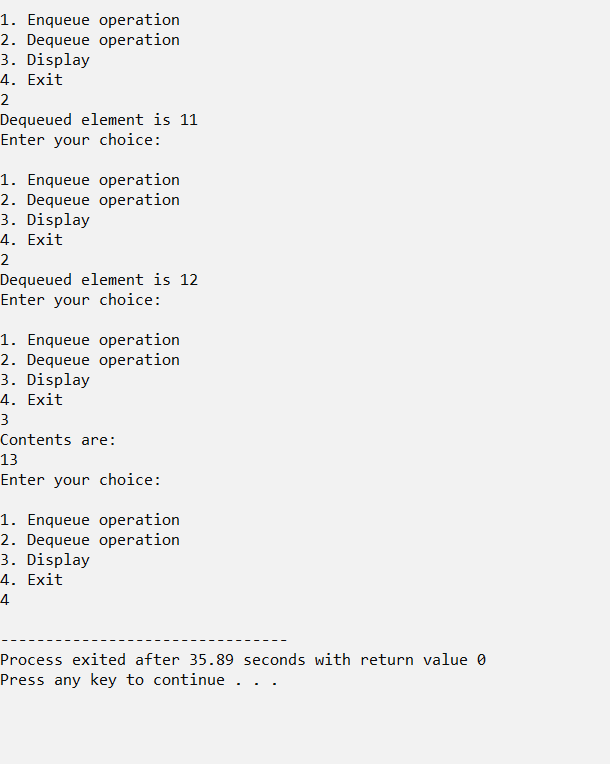 1. Enqueue operation
2. Dequeue operation
3. Display
4. Exit
2
Dequeued element is 11
Enter your choice:
1. Enqueue operation
2. Dequeue operation
3. Display
4. Exit
2
Dequeued element is 12
Enter your choice:
1. Enqueue operation
2. Dequeue operation
3. Display
4. Exit
3
Contents are:
13
Enter your choice:
1. Enqueue operation
2. Dequeue operation
3. Display
4. Exit
4
--------------------------------
Process exited after 35.89 seconds with return value 0
Press any key to continue . . .